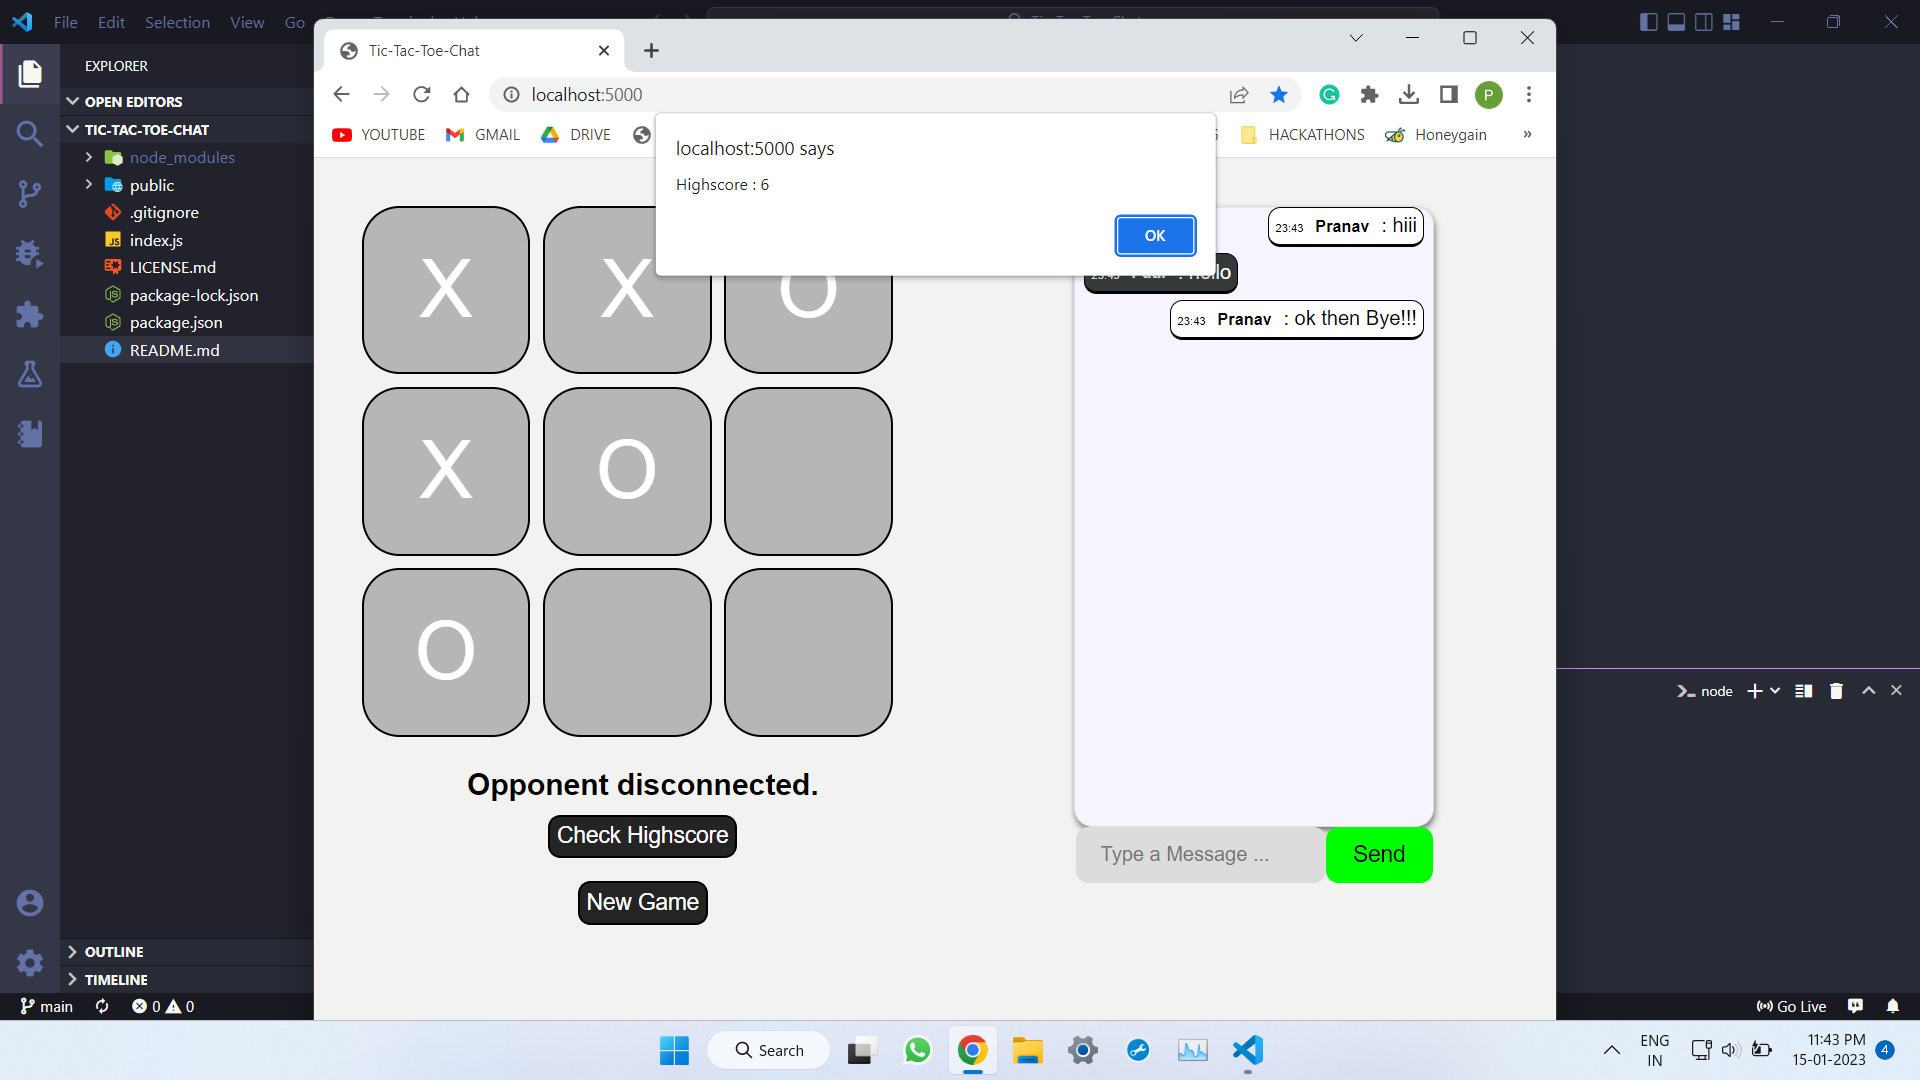 File Edit Selection View Go
EXPLORER
OPEN EDITORS
TIC-TAC-TOE-CHAT
node_modules
public
.gitignore
index.js
LICENSE.md
package-lock.json
package.json
README.md
OUTLINE
TIMELINE
main 0 0
Tic-Tac-Toe-Chat
localhost:5000
P
YOUTUBE GMAIL DRIVE HACKATHONS Honeygain »
localhost:5000 says
Highscore : 6
OK
X X O
X O
O
Opponent disconnected.
Check Highscore
New Game
23:43 Pranav : hiii
: hello
23:43 Pranav : ok then Bye!!!
Type a Message ... Send
node
Go Live
Search
ENG
IN
11:43 PM
15-01-2023
4